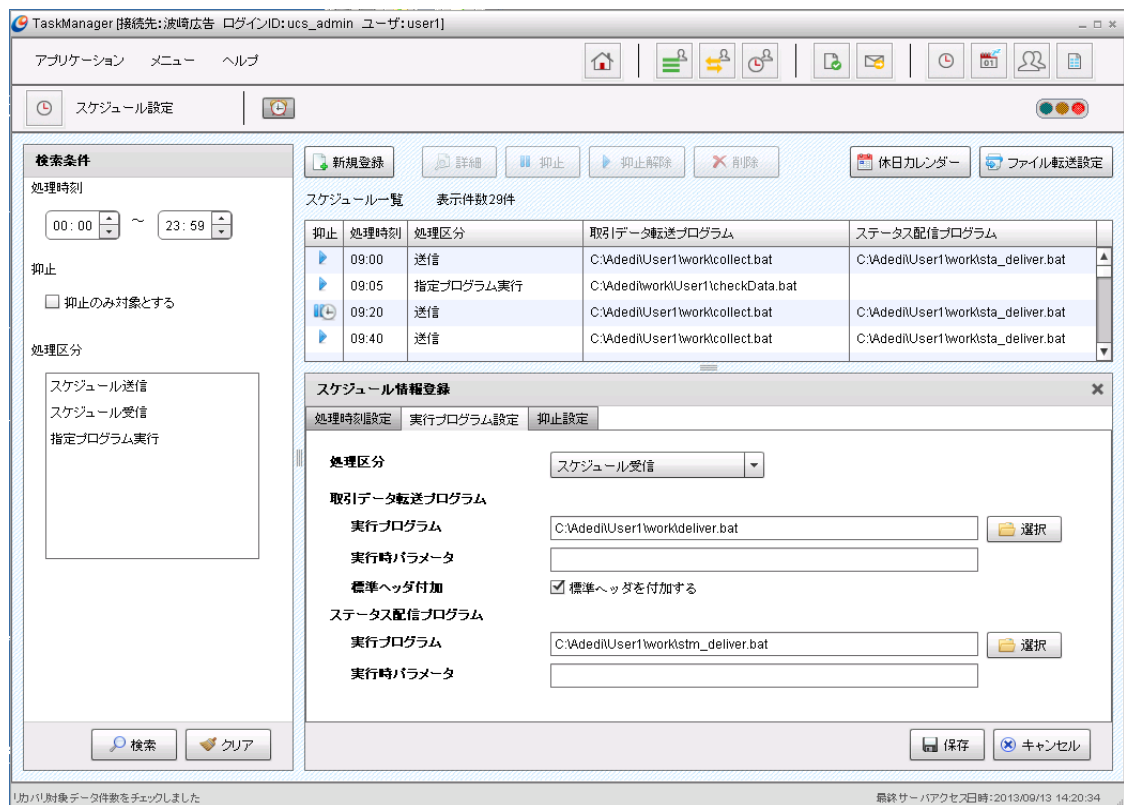 TaskManager [接続先:波崎広告 ログインID:ucs_admin ユーザ:user1]
アプリケーション メニュー ヘルプ
01
スケジュール設定
検索条件
処理時刻
00:00 ～ 23:59
抑止
抑止のみ対象とする
処理区分
スケジュール送信
スケジュール受信
指定プログラム実行
検索 クリア
新規登録 詳細 抑止 抑止解除 削除 休日カレンダー ファイル転送設定
スケジュール一覧 表示件数29件
抑止 処理時刻 処理区分 取引データ転送プログラム ステータス配信プログラム
09:00 送信 C:\Adedi\User1\work\collect.bat C:\Adedi\User1\work\sta_deliver.bat
09:05 指定プログラム実行 C:\Adedi\work\User1\checkData.bat
09:20 送信 C:\Adedi\User1\work\collect.bat C:\Adedi\User1\work\sta_deliver.bat
09:40 送信 C:\Adedi\User1\work\collect.bat C:\Adedi\User1\work\sta_deliver.bat
スケジュール情報登録
処理時刻設定 実行プログラム設定 抑止設定
処理区分 スケジュール受信
取引データ転送プログラム
実行プログラム C:\Adedi\User1\work\deliver.bat 選択
実行時パラメータ
標準ヘッダ付加 標準ヘッダを付加する
ステータス配信プログラム
実行プログラム C:\Adedi\User1\work\stm_deliver.bat 選択
実行時パラメータ
保存 キャンセル
リカバリ対象データ件数をチェックしました 最終サーバアクセス日時:2013/09/13 14:20:34